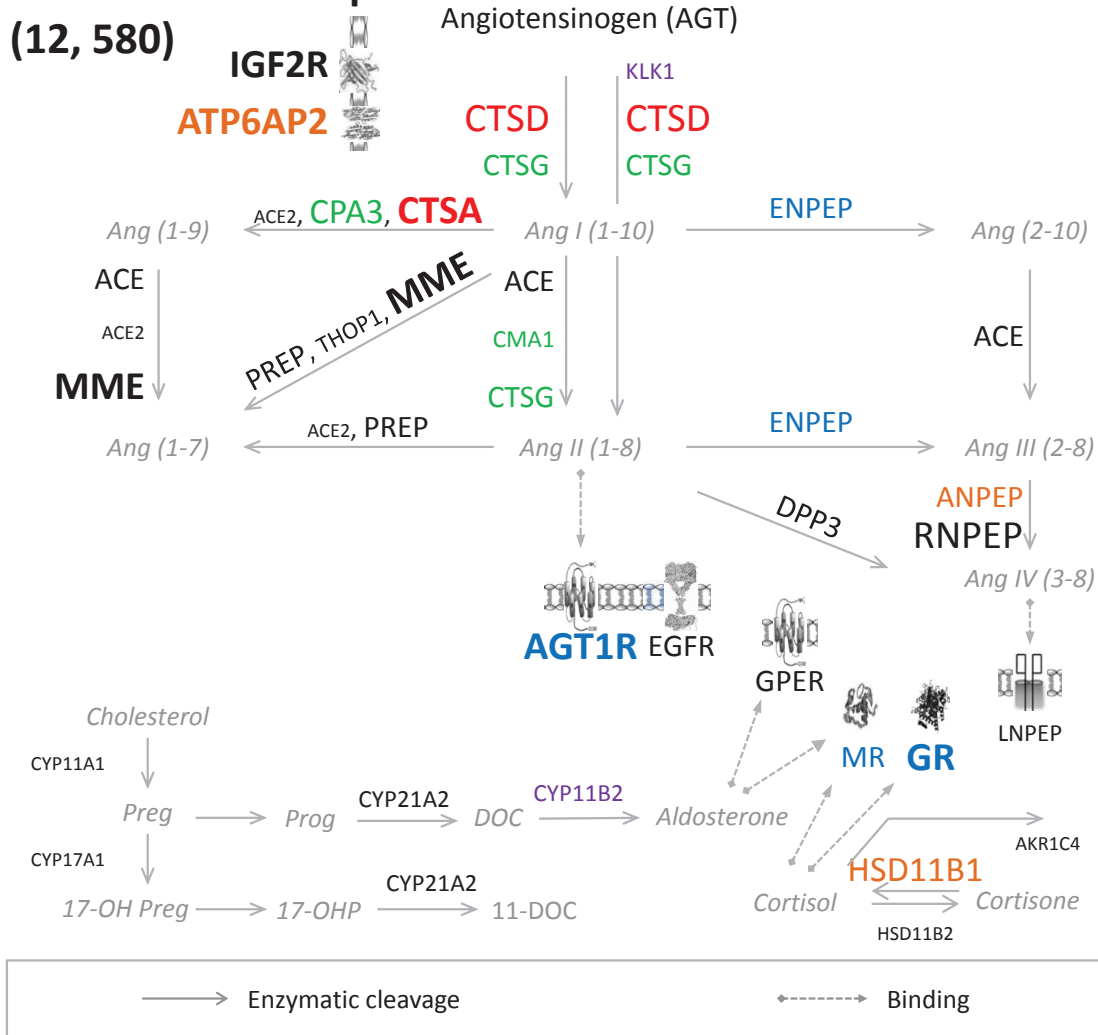 Angiotensinogen (AGT)
(12, 580)
IGF2R
ATP6AP2
KLK1
CTSD CTSD
CTSG CTSG
Ang (1-9) ACE2, CPA3, CTSA Ang I (1-10) ENPEP Ang (2-10)
ACE
ACE2
MME
PREP, THOP1, MME
ACE
CMA1
CTSG
ACE
Ang (1-7) ACE2, PREP Ang II (1-8) ENPEP Ang III (2-8)
DPP3
ANPEP
RNPEP
Ang IV (3-8)
AGT1R EGFR
GPER
MR GR
LNPEP
Cholesterol
CYP11A1
Preg Prog CYP21A2 DOC CYP11B2 Aldosterone
CYP17A1
17-OH Preg 17-OHP CYP21A2 11-DOC
AKR1C4
HSD11B1
Cortisol Cortisone
HSD11B2
Enzymatic cleavage Binding